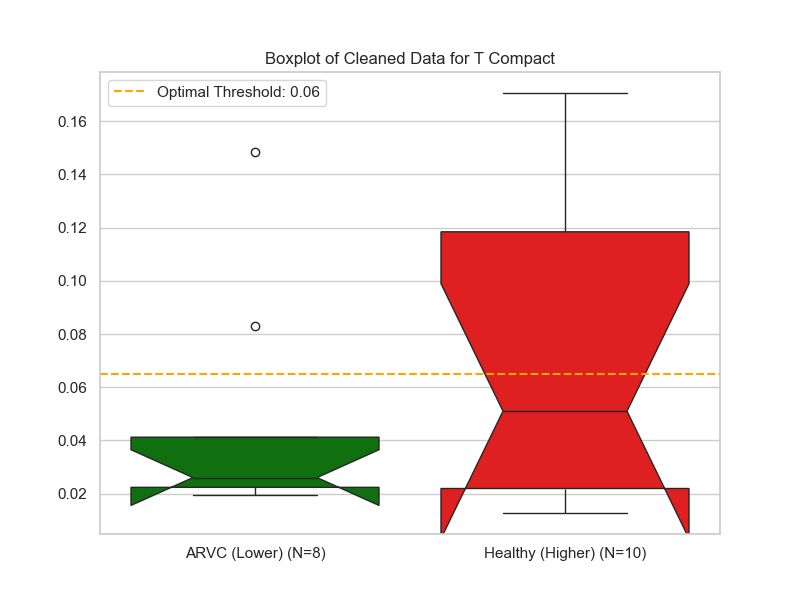 Boxplot of Cleaned Data for T Compact
Optimal Threshold: 0.06
0.16
0.14
0.12
0.10
0.08
0.06
0.04
0.02
ARVC (Lower) (N=8)
Healthy (Higher) (N=10)